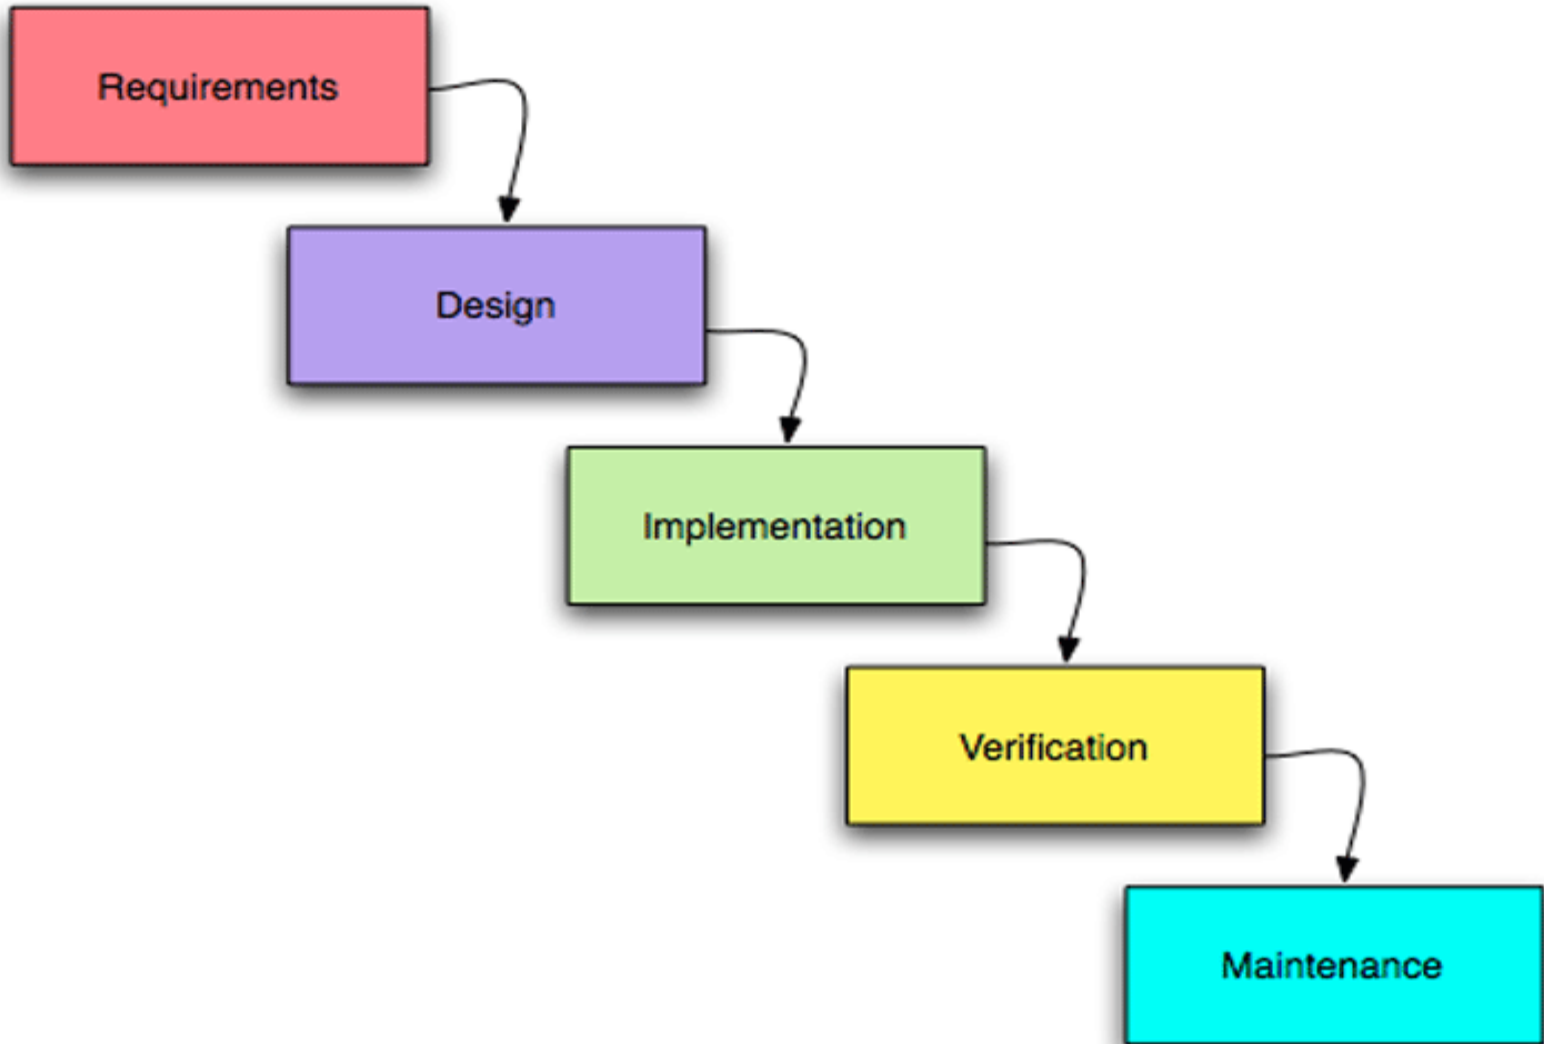 Requirements
Design
Implementation
Verification
Maintenance